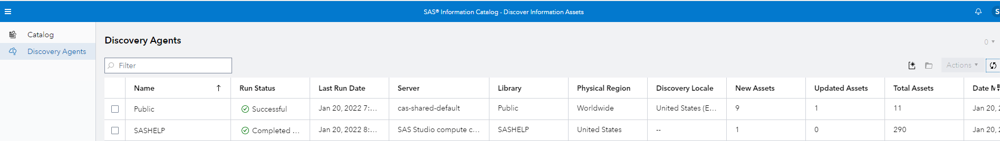 SAS® Information Catalog - Discover Information Assets
S
Catalog
Discovery Agents
Discovery Agents
0
Filter
Actions
Name Run Status Last Run Date Server Library Physical Region Discovery Locale New Assets Updated Assets Total Assets Date M
Public Successful Jan 20, 2022 7:... cas-shared-default Public Worldwide United States (E... 9 1 11 Jan 20, 2
SASHELP Completed ... Jan 20, 2022 8:... SAS Studio compute c... SASHELP United States -- 1 0 290 Jan 20, 2